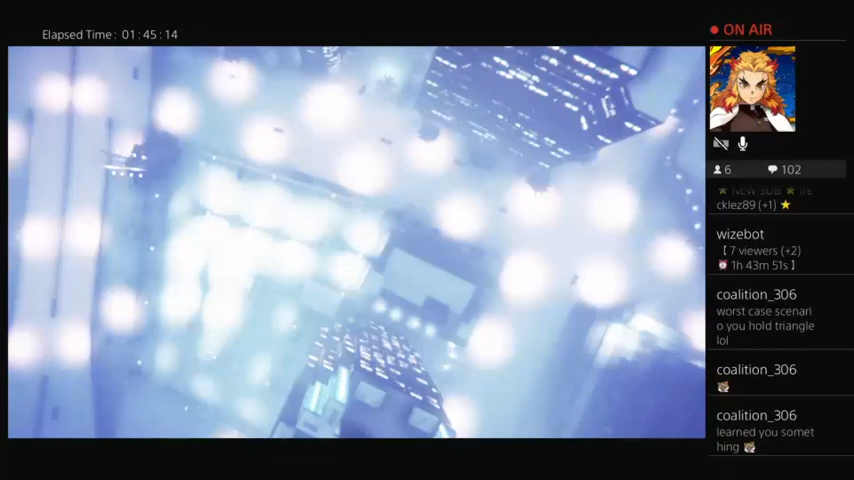 Elapsed Time: 01:45:14
ON AIR
6 102
NEW SUB
cklez89 (+1)
wizebot
【 7 viewers (+2)
1h 43m 51s】
coalition_306
worst case scenari
o you hold triangle
lol
coalition_306
coalition_306
learned you somet
hing